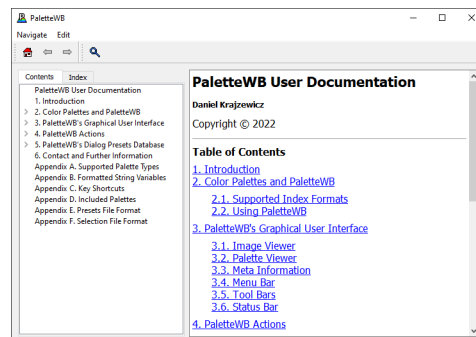 PaletteWB
Navigate Edit
Contents Index
PaletteWB User Documentation
1. Introduction
2. Color Palettes and PaletteWB
3. PaletteWB's Graphical User Interface
4. PaletteWB Actions
5. PaletteWB's Dialog Presets Database
6. Contact and Further Information
Appendix A. Supported Palette Types
Appendix B. Formatted String Variables
Appendix C. Key Shortcuts
Appendix D. Included Palettes
Appendix E. Presets File Format
Appendix F. Selection File Format
PaletteWB User Documentation
Daniel Krajzewicz
Copyright © 2022
Table of Contents
1. Introduction
2. Color Palettes and PaletteWB
2.1. Supported Index Formats
2.2. Using PaletteWB
3. PaletteWB's Graphical User Interface
3.1. Image Viewer
3.2. Palette Viewer
3.3. Meta Information
3.4. Menu Bar
3.5. Tool Bars
3.6. Status Bar
4. PaletteWB Actions